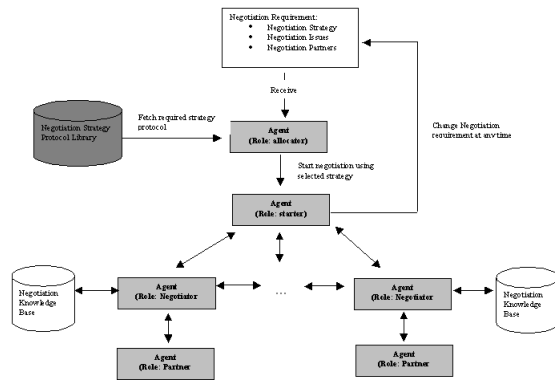 Negotiation Requirement:
• Negotiation Strategy
• Negotiation Issues
• Negotiation Partners
Receive
Negotiation Strategy
Protocol Library
Fetch required strategy
protocol
Agent
(Role: allocator)
Change Negotiation
requirement at any time
Start negotiation using
selected strategy
Agent
(Role: starter)
Negotiation
Knowledge
Base
Agent
(Role: Negotiator
...
Agent
(Role: Negotiator
Negotiation
Knowledge
Base
Agent
(Role: Partner
Agent
(Role: Partner